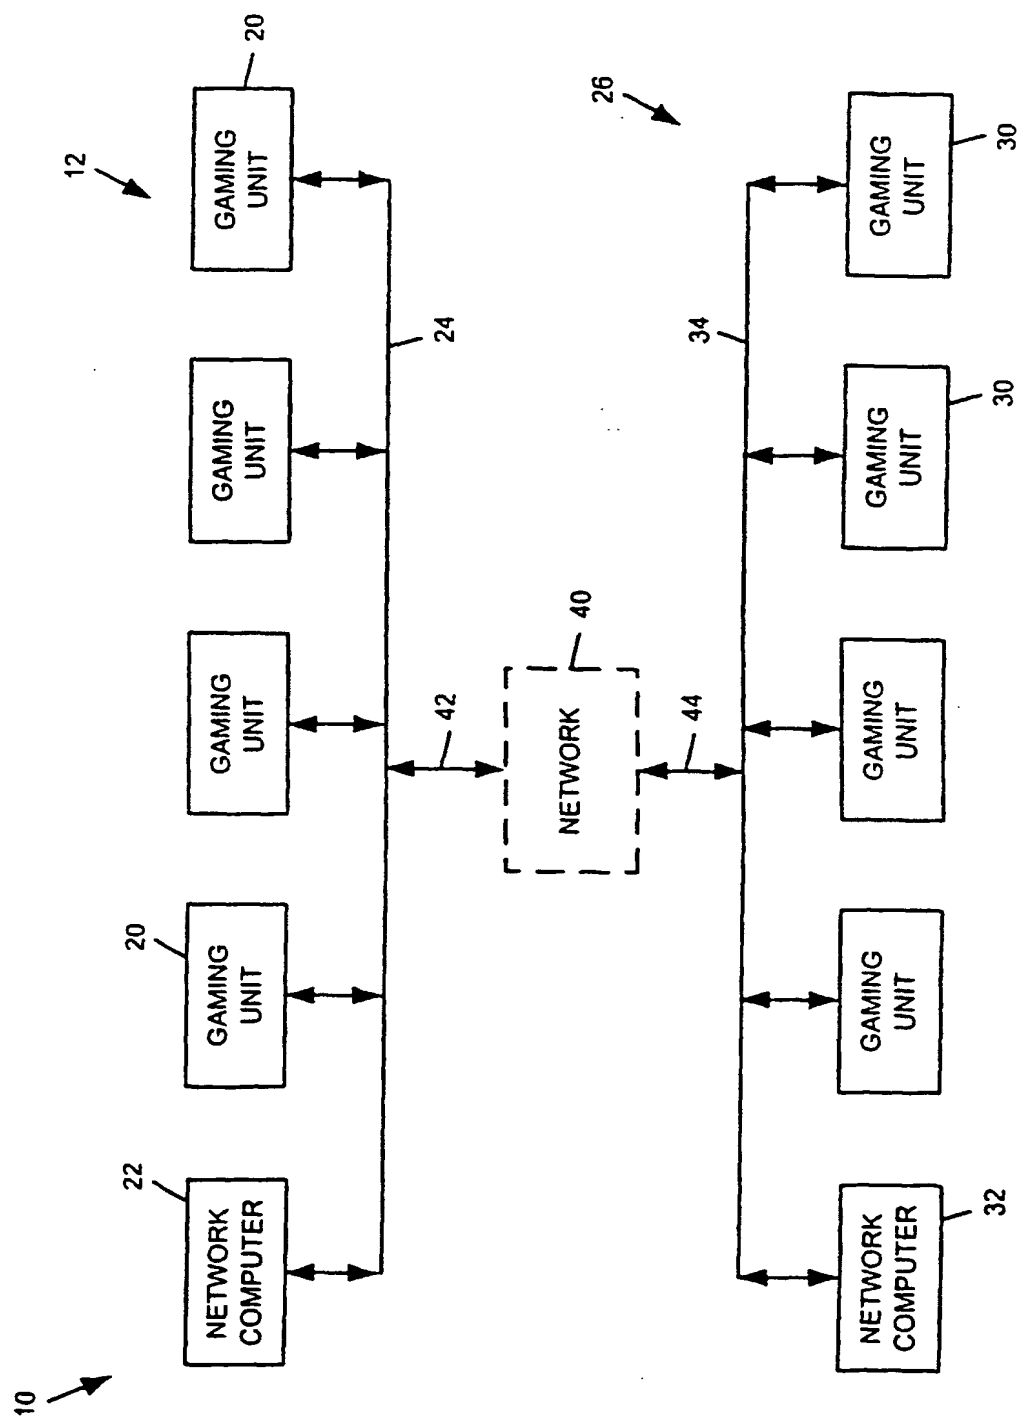 10
12
22
20
NETWORK
COMPUTER
GAMING
UNIT
GAMING
UNIT
GAMING
UNIT
GAMING
UNIT
20
42
24
NETWORK
40
26
44
34
NETWORK
COMPUTER
GAMING
UNIT
GAMING
UNIT
GAMING
UNIT
GAMING
UNIT
32
30
30